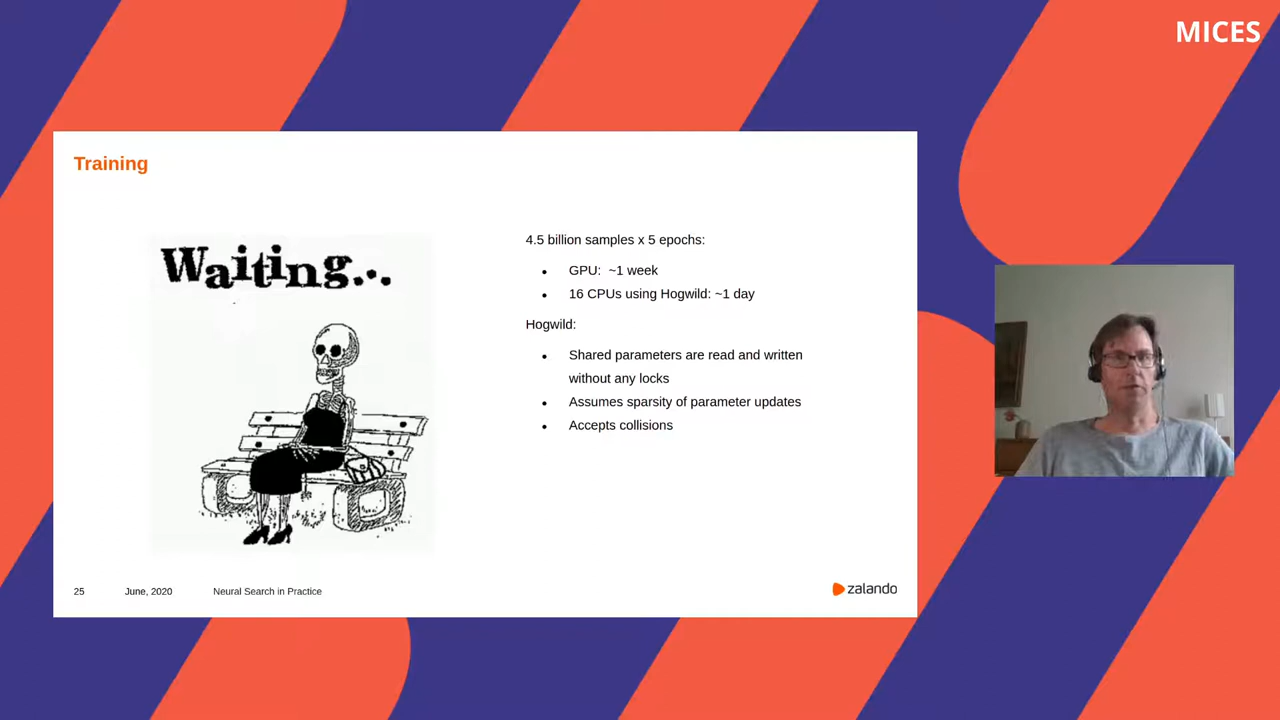 MICES
Training
Waiting...
4.5 billion samples x 5 epochs:
• GPU: ~1 week
• 16 CPUs using Hogwild: ~1 day
Hogwild:
• Shared parameters are read and written
without any locks
• Assumes sparsity of parameter updates
• Accepts collisions
25 June, 2020 Neural Search in Practice
zalando